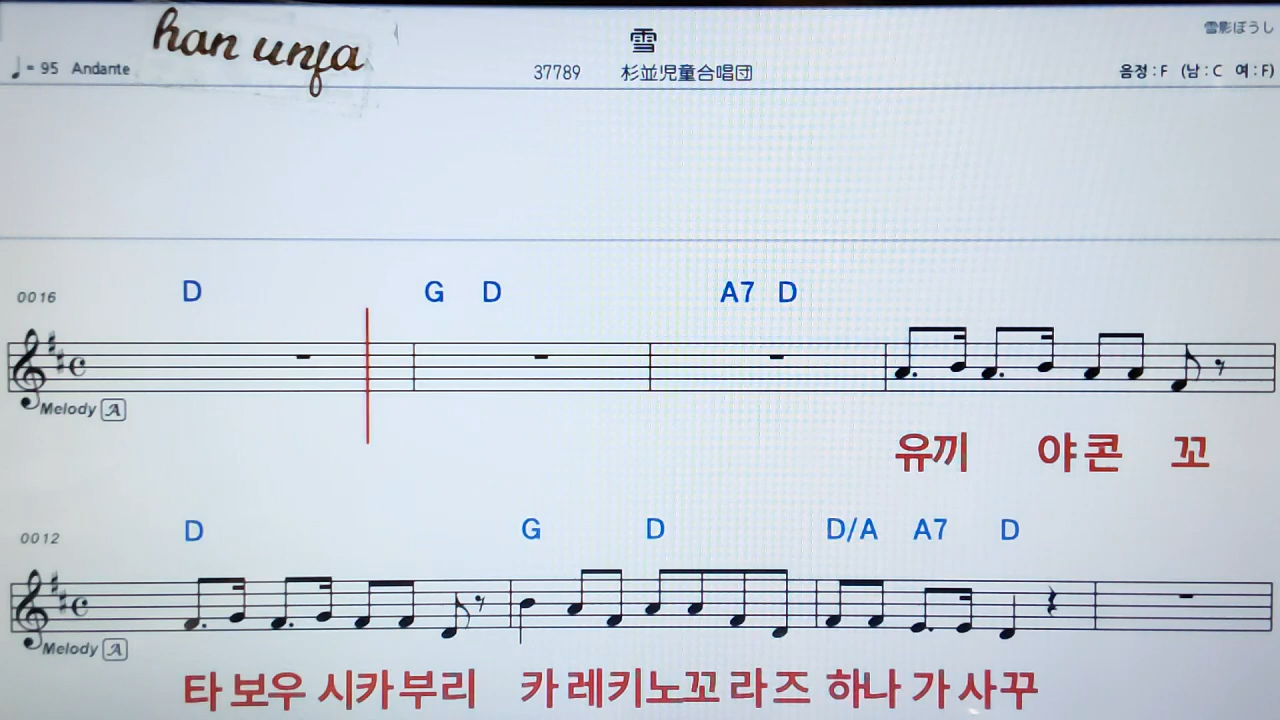 han unja
雪
雪影ぼうし
♩= 95 Andante
37789 杉並児童合唱団
음정 : F (남 : C 여 : F)
D G D A7 D
0016
Melody A
유끼 야 콘 꼬
D G D D/A A7 D
0012
Melody A
타 보우 시카부리 카 레키노꼬 라 즈 하나 가 사꾸